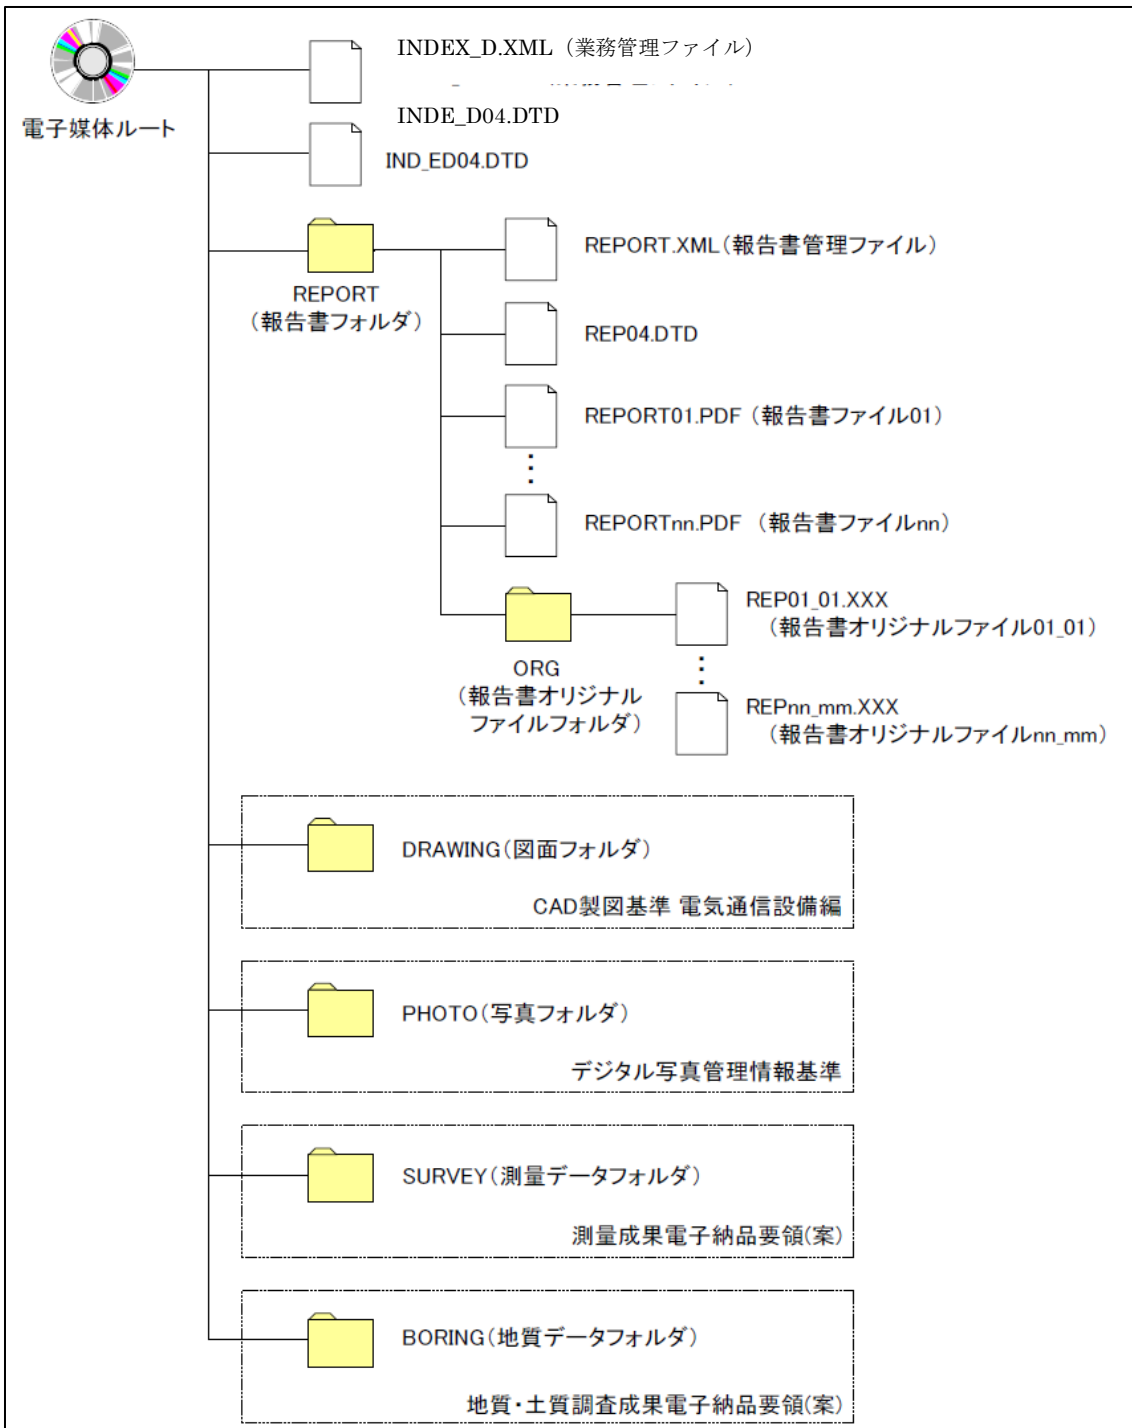 INDEX_D.XML（業務管理ファイル）
電子媒体ルート
INDE_D04.DTD
IND_ED04.DTD
REPORT
（報告書フォルダ）
REPORT.XML（報告書管理ファイル）
REP04.DTD
REPORT01.PDF（報告書ファイル01）
REPORTnn.PDF （報告書ファイルnn）
ORG
（報告書オリジナル
ファイルフォルダ）
REP01_01.XXX
（報告書オリジナルファイル01_01）
REPnn_mm.XXX
（報告書オリジナルファイルnn_mm）
DRAWING（図面フォルダ）
CAD製図基準 電気通信設備編
PHOTO（写真フォルダ）
デジタル写真管理情報基準
SURVEY（測量データフォルダ）
測量成果電子納品要領(案)
BORING（地質データフォルダ）
地質・土質調査成果電子納品要領(案)